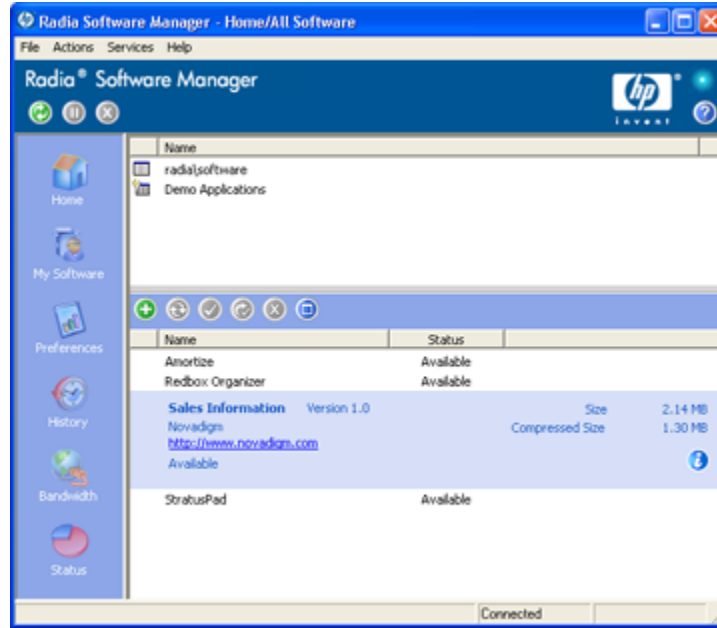 Radia Software Manager - Home/All Software
File Actions Services Help
Radia® Software Manager
hp®
invent
Name
radia\software
Demo Applications
Home
My Software
Preferences
History
Bandwidth
Status
Name Status
Amortize Available
Redbox Organizer Available
Sales Information Version 1.0 Size 2.14 MB
Novadigm Compressed Size 1.30 MB
http://www.novadigm.com
Available
StratusPad Available
Connected